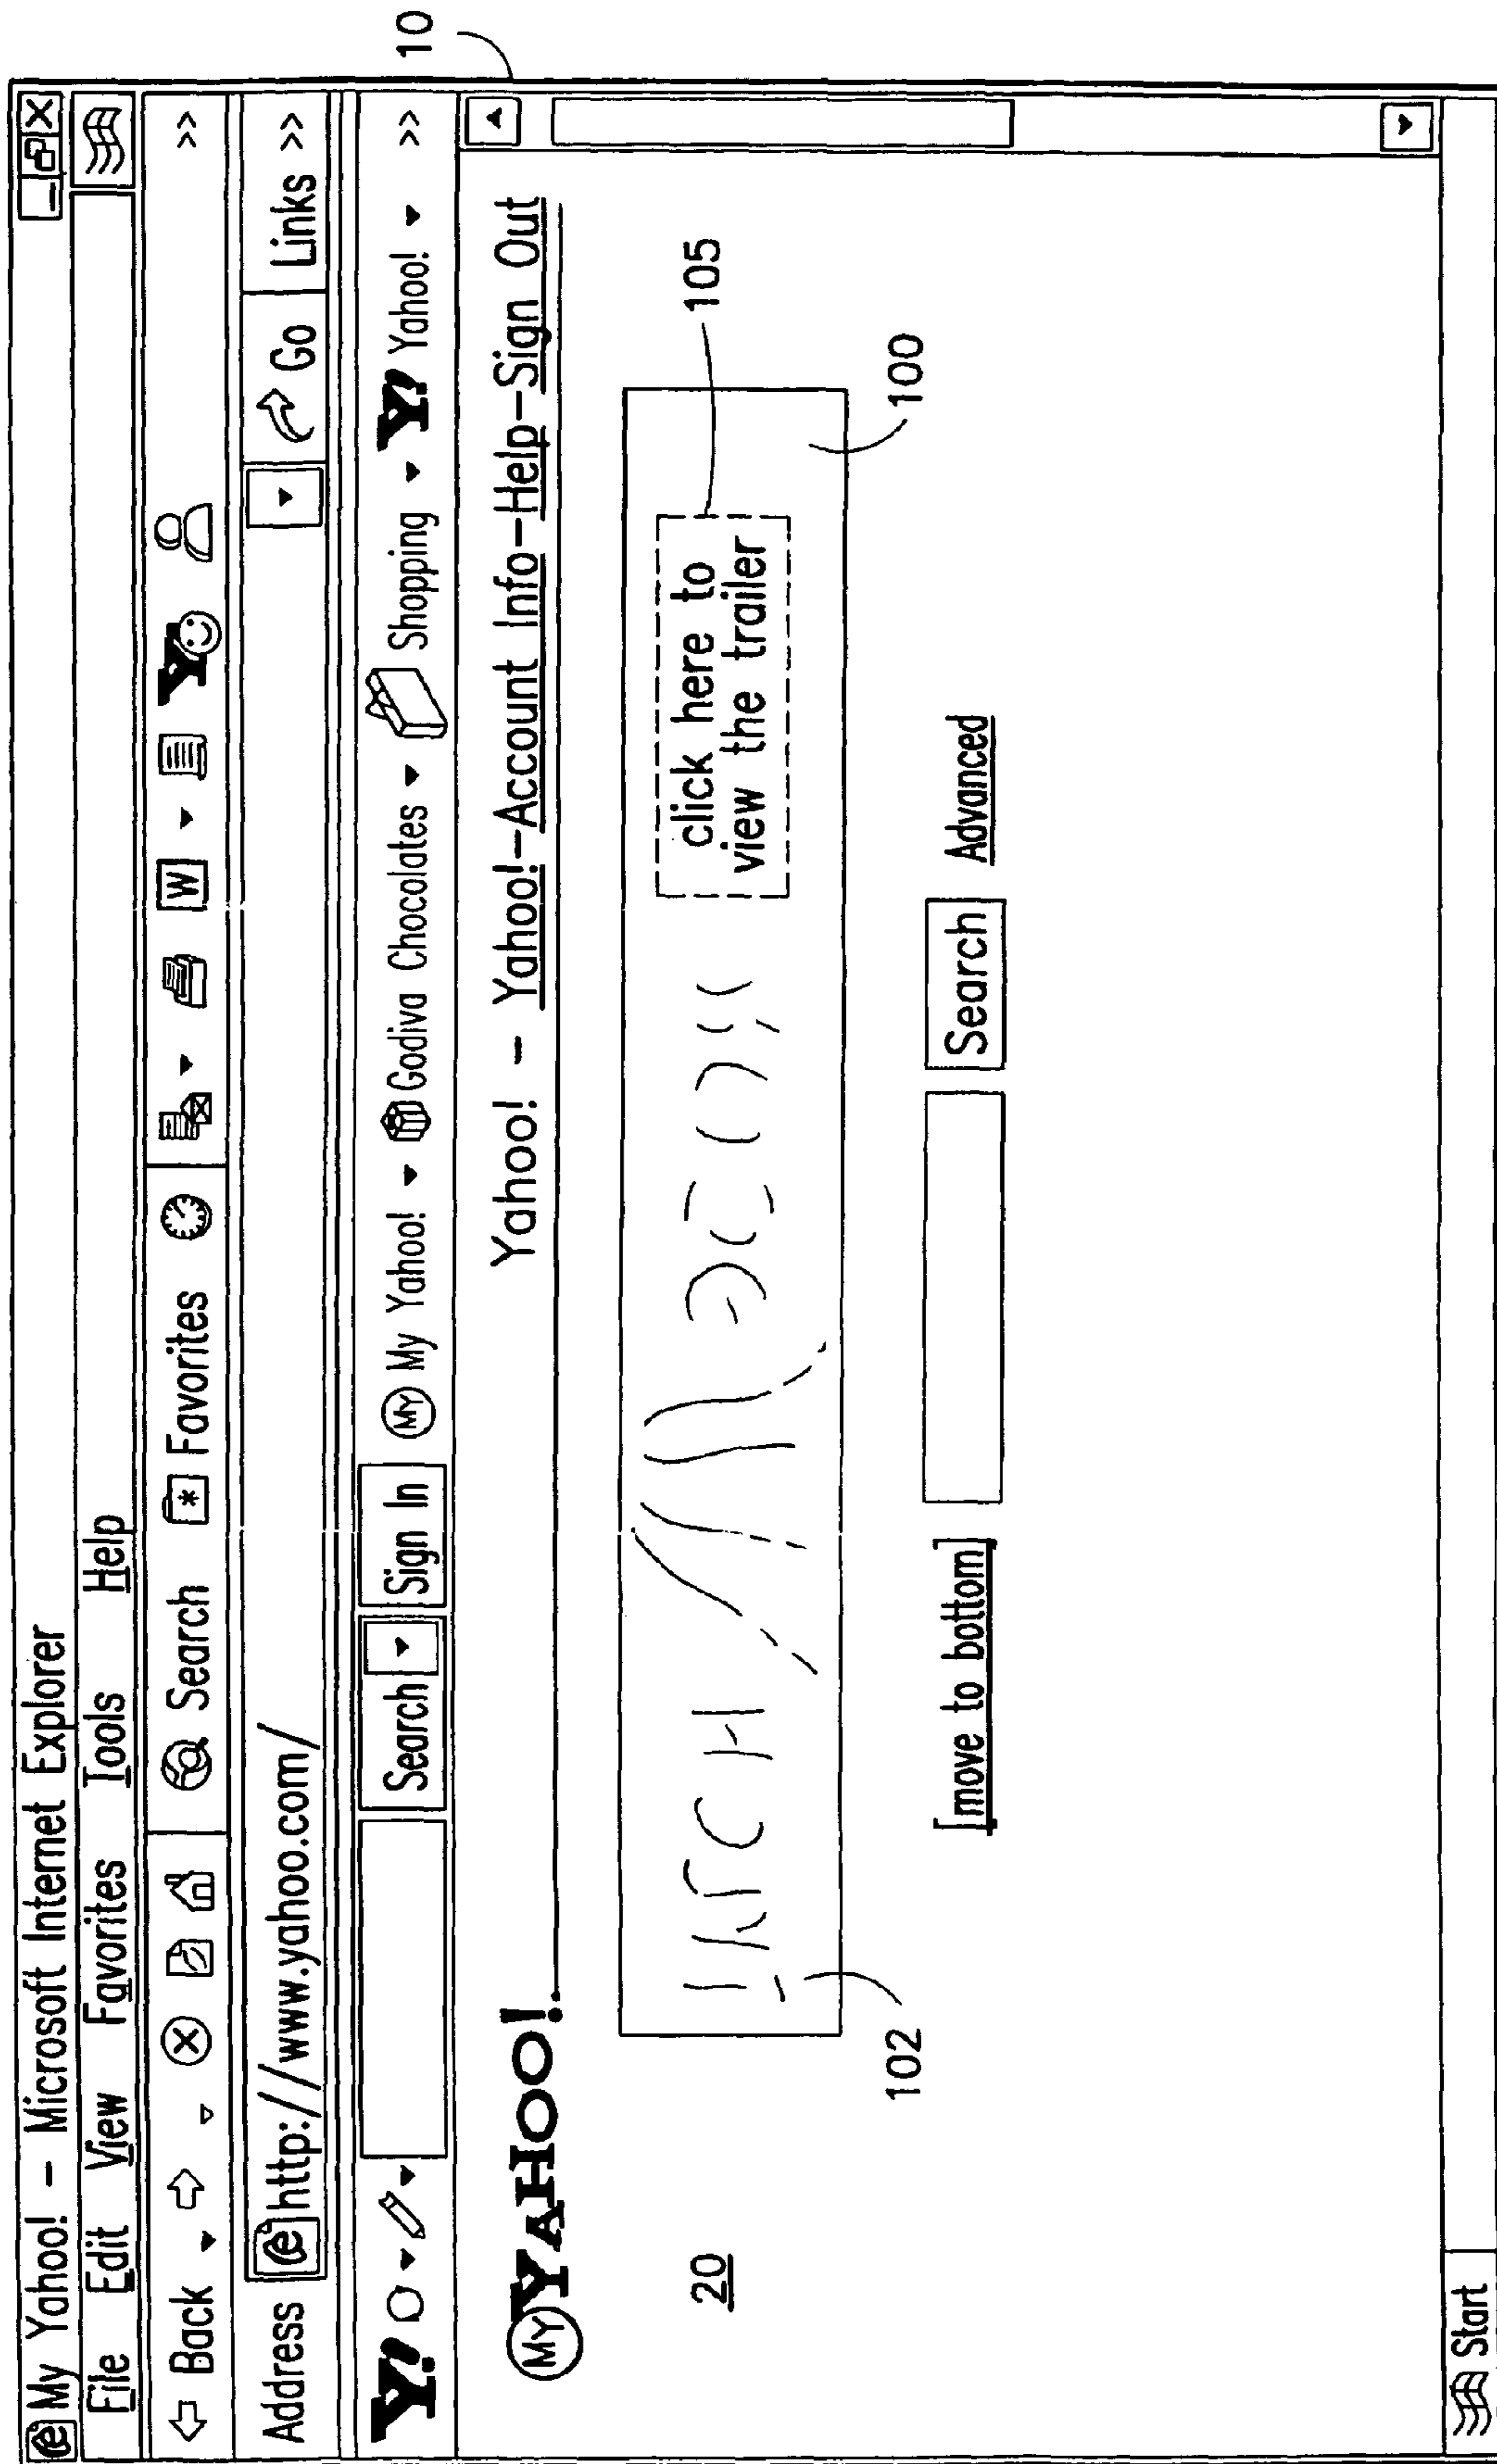 My Yahoo! - Microsoft Internet Explorer
File Edit View Favorites Tools Help
Back Search Favorites W >>
Address http://www.yahoo.com/ Go Links >>
Y! Search Sign In MY My Yahoo! Godiva Chocolates Shopping Y! Yahoo! >>
10
MY YAHOO! Yahoo! - Yahoo!-Account Info-Help-Sign Out
20
click here to
view the trailer
105
102
100
[move to bottom] Search Advanced
Start